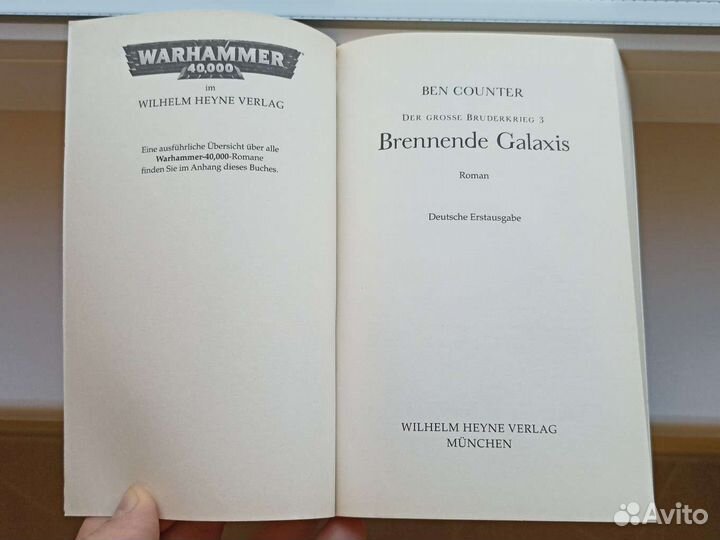 WARHAMMER
40,000
im
WILHELM HEYNE VERLAG
Eine ausführliche Übersicht über alle
Warhammer-40,000-Romane
finden Sie im Anhang dieses Buches.
BEN COUNTER
DER GROSSE BRUDERKRIEG 3
Brennende Galaxis
Roman
Deutsche Erstausgabe
WILHELM HEYNE VERLAG
MÜNCHEN
Avito